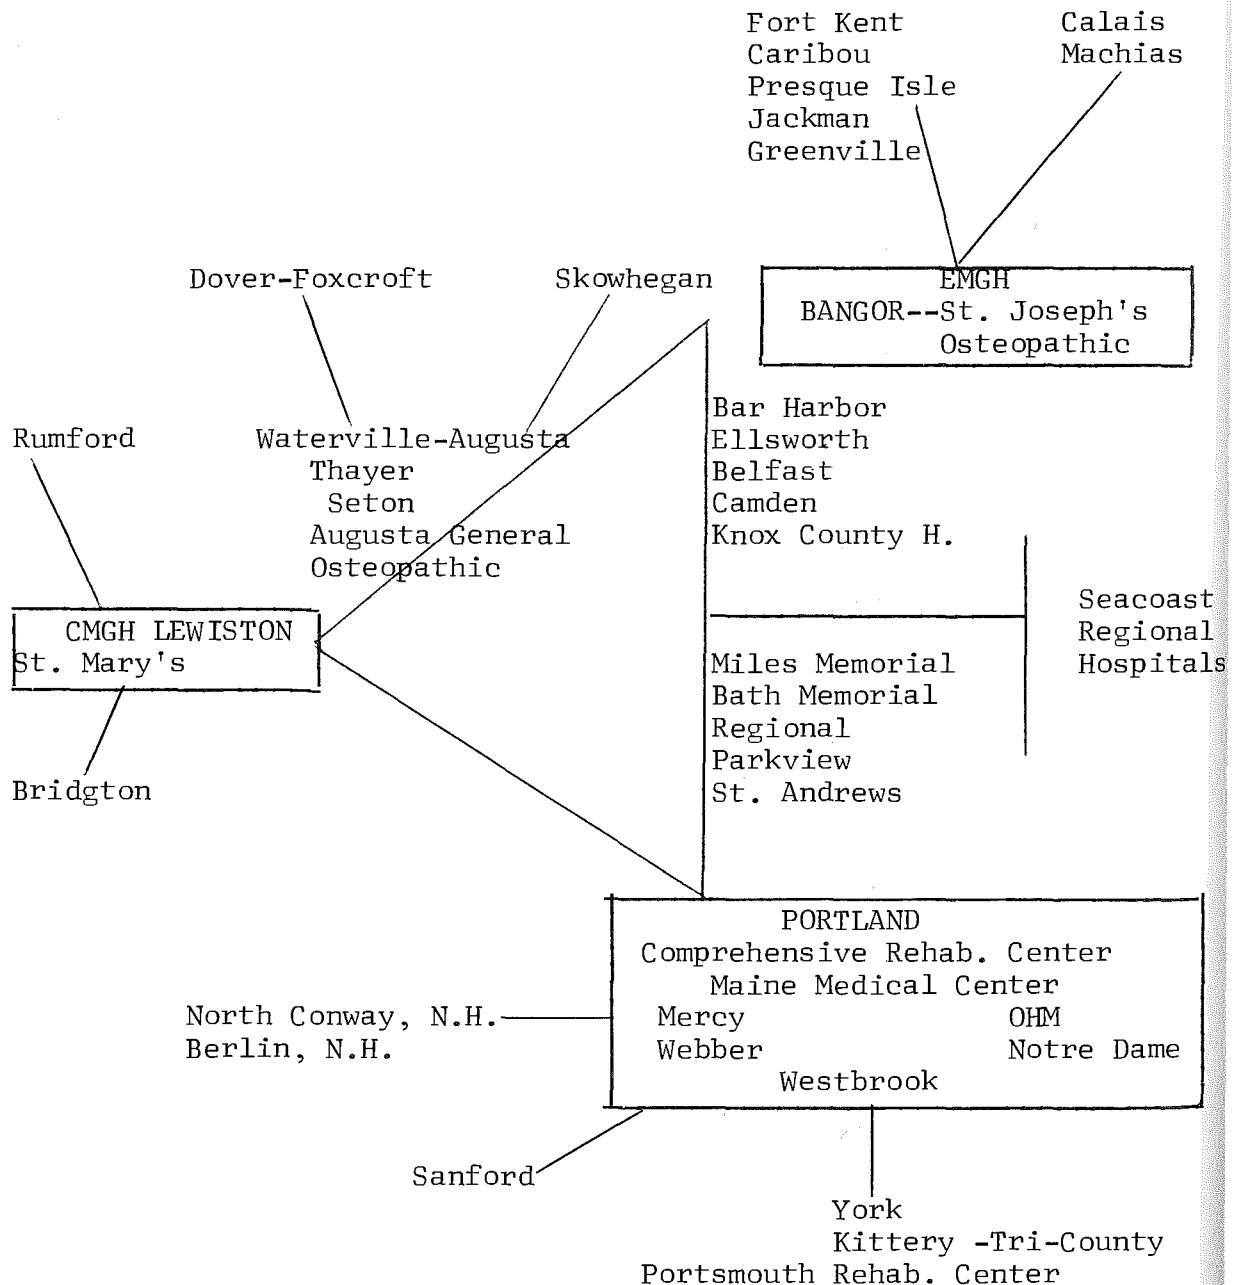 Fort Kent
Caribou
Presque Isle
Jackman
Greenville
Calais
Machias
Dover-Foxcroft
Skowhegan
EMGH
BANGOR--St. Joseph's
Osteopathic
Rumford
Waterville-Augusta
Thayer
Seton
Augusta General
Osteopathic
Bar Harbor
Ellsworth
Belfast
Camden
Knox County H.
CMGH LEWISTON
St. Mary's
Seacoast
Regional
Hospitals
Miles Memorial
Bath Memorial
Regional
Parkview
St. Andrews
Bridgton
PORTLAND
Comprehensive Rehab. Center
Maine Medical Center
Mercy OHM
Webber Notre Dame
Westbrook
North Conway, N.H.
Berlin, N.H.
Sanford
York
Kittery -Tri-County
Portsmouth Rehab. Center